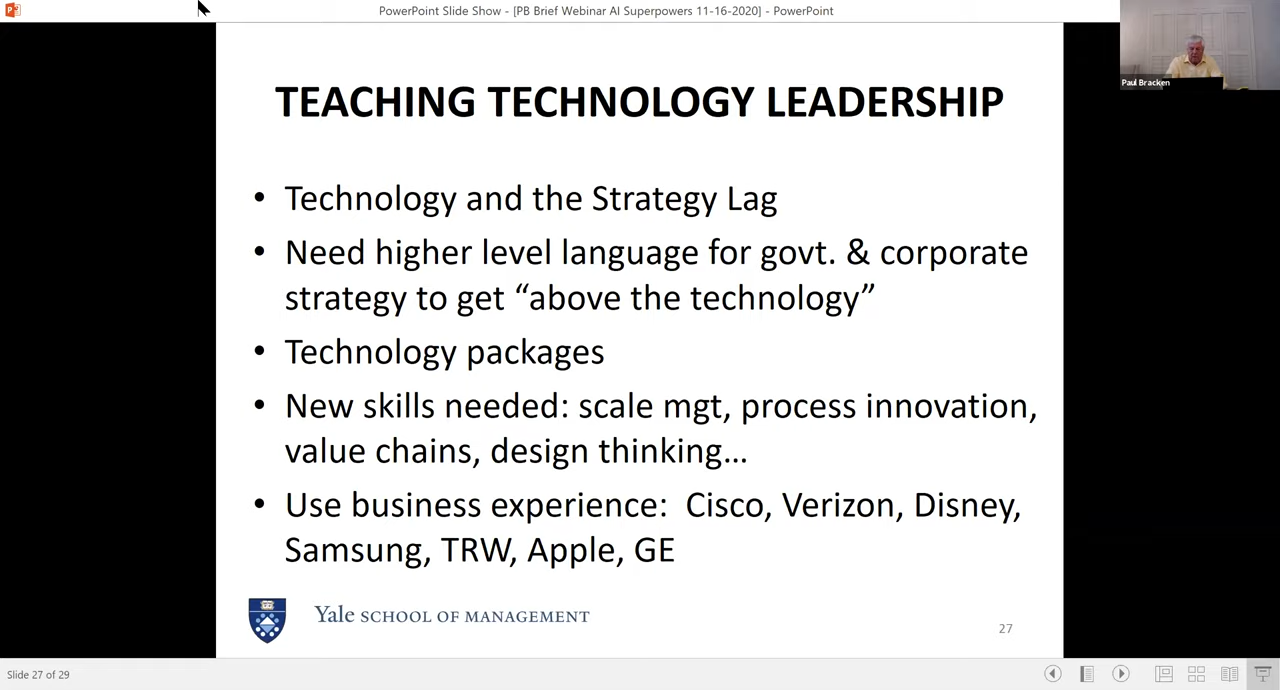 PowerPoint Slide Show - [PB Brief Webinar AI Superpowers 11-16-2020] - PowerPoint
Paul Bracken
TEACHING TECHNOLOGY LEADERSHIP
• Technology and the Strategy Lag
• Need higher level language for govt. & corporate
strategy to get “above the technology”
• Technology packages
• New skills needed: scale mgt, process innovation,
value chains, design thinking…
• Use business experience:  Cisco, Verizon, Disney,
Samsung, TRW, Apple, GE
Yale SCHOOL OF MANAGEMENT
27
Slide 27 of 29